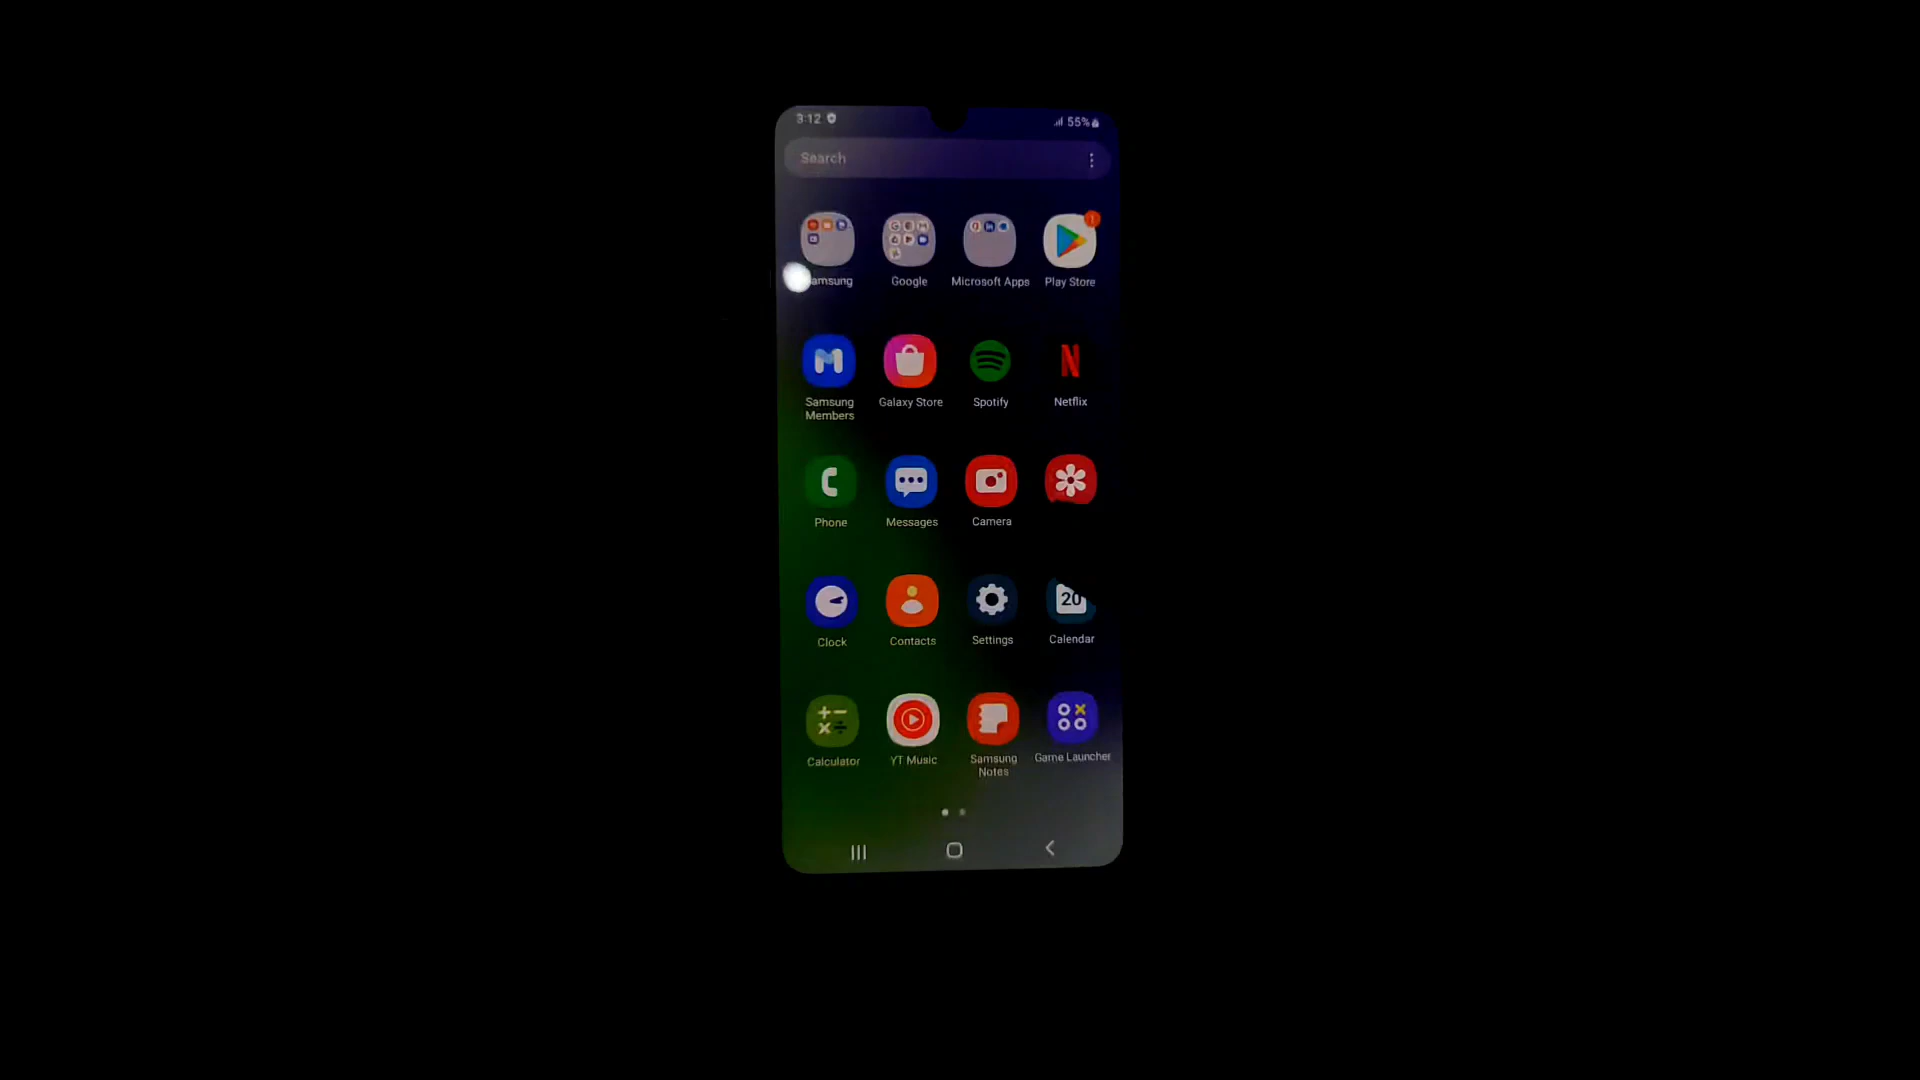 3:12 55%
Search
Samsung Google Microsoft Apps Play Store
Samsung Members Galaxy Store Spotify Netflix
Phone Messages Camera
20
Clock Contacts Settings Calendar
Calculator YT Music Samsung Notes Game Launcher